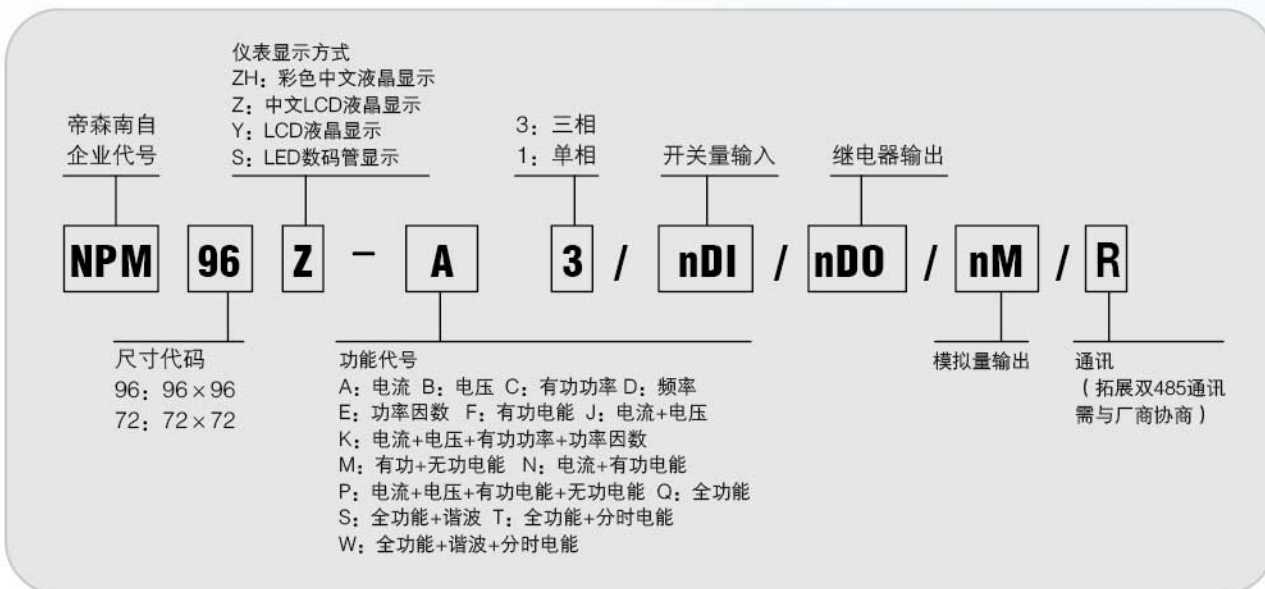 仪表显示方式
ZH：彩色中文液晶显示
Z：中文LCD液晶显示
Y：LCD液晶显示
S：LED数码管显示
帝森南自
企业代号
3：三相
1：单相
开关量输入
继电器输出
NPM 96 Z - A 3 / nDI / nDO / nM / R
尺寸代码
96：96×96
72：72×72
功能代号
A：电流 B：电压 C：有功功率 D：频率
E：功率因数 F：有功电能 J：电流+电压
K：电流+电压+有功功率+功率因数
M：有功+无功电能 N：电流+有功电能
P：电流+电压+有功电能+无功电能 Q：全功能
S：全功能+谐波 T：全功能+分时电能
W：全功能+谐波+分时电能
模拟量输出
通讯
（拓展双485通讯
需与厂商协商）